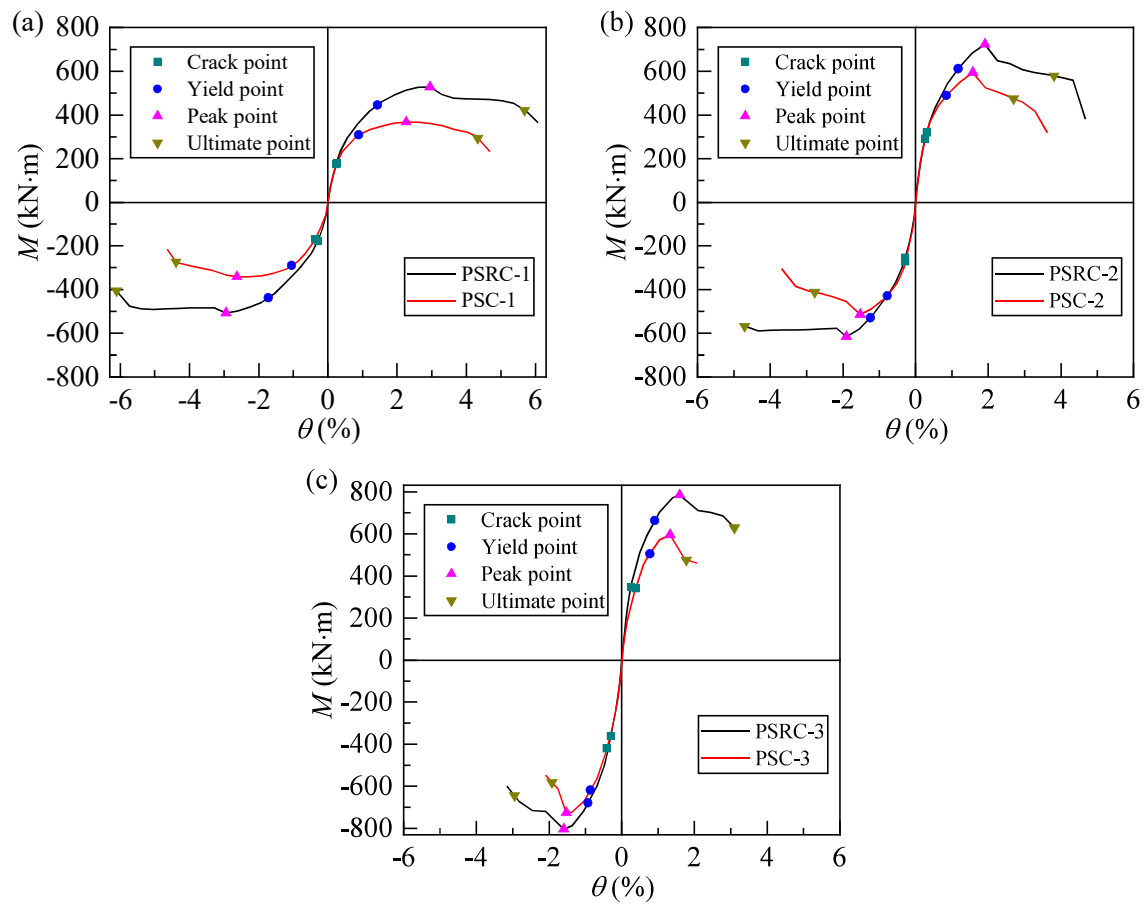 (a)
800
600
400
200
0
-200
-400
-600
-800
M (kN·m)
Crack point
Yield point
Peak point
Ultimate point
PSRC-1
PSC-1
-6 -4 -2 0 2 4 6
θ (%)
(b)
800
600
400
200
0
-200
-400
-600
-800
M (kN·m)
Crack point
Yield point
Peak point
Ultimate point
PSRC-2
PSC-2
-6 -4 -2 0 2 4 6
θ (%)
(c)
800
600
400
200
0
-200
-400
-600
-800
M (kN·m)
Crack point
Yield point
Peak point
Ultimate point
PSRC-3
PSC-3
-6 -4 -2 0 2 4 6
θ (%)